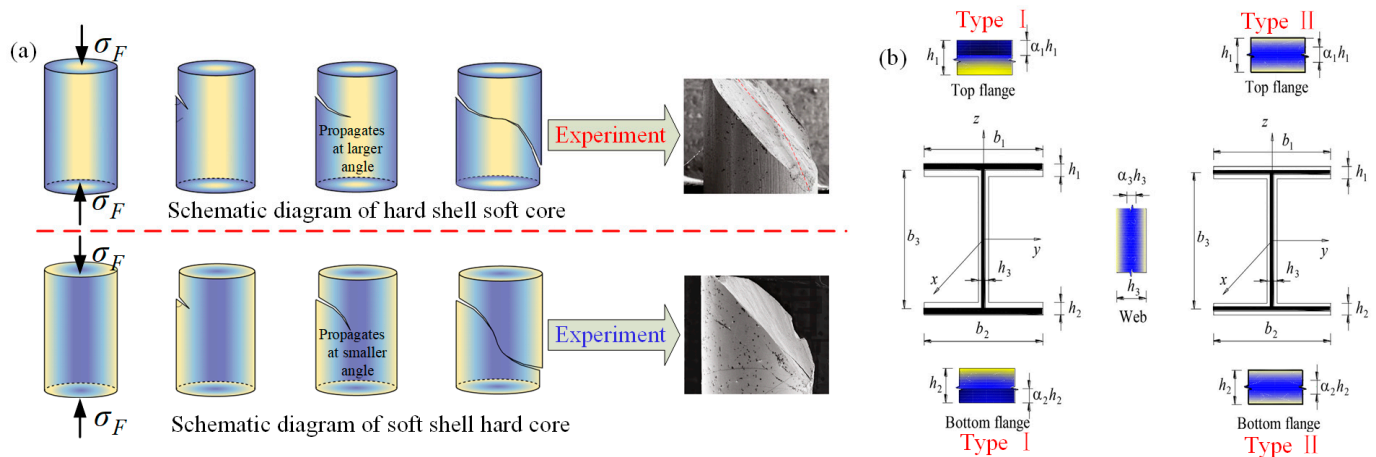 (a)
σF
σF
Propagates
at larger
angle
Experiment
Schematic diagram of hard shell soft core
σF
σF
Propagates
at smaller
angle
Experiment
Schematic diagram of soft shell hard core
(b)
Type Ⅰ
h1
α1h1
Top flange
z
b1
h1
b3
y
x
h3
h2
b2
h2
α2h2
Bottom flange
Type Ⅰ
α3h3
h3
Web
Type Ⅱ
h1
α1h1
Top flange
z
b1
h1
b3
y
x
h3
h2
b2
h2
α2h2
Bottom flange
Type Ⅱ